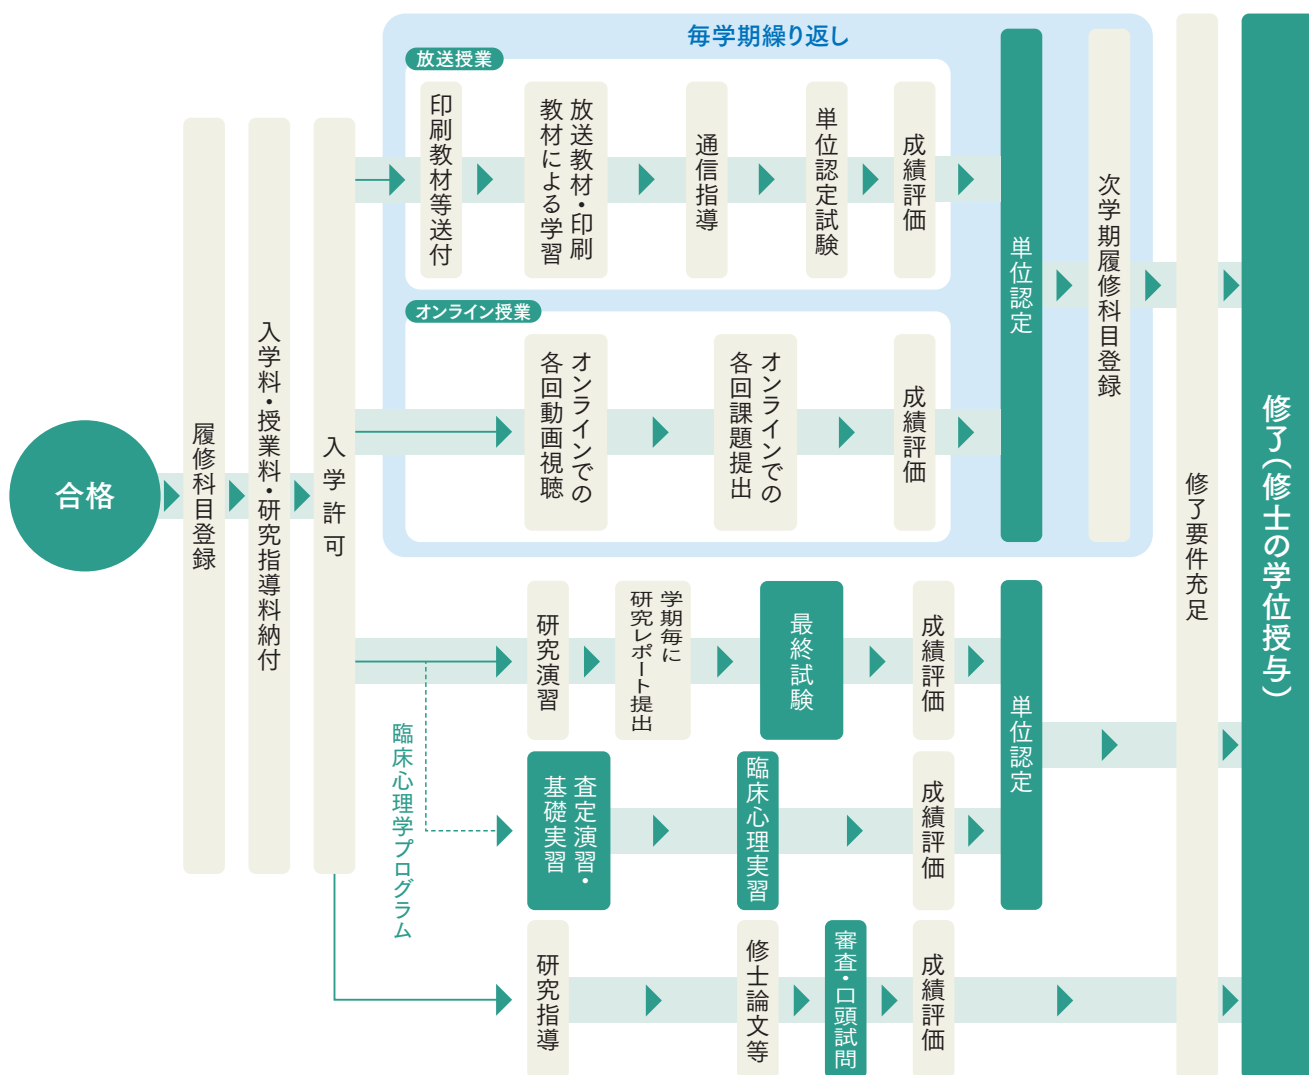 毎学期繰り返し
放送授業
印刷教材等送付
放送教材・印刷
教材による学習
通信指導
単位認定試験
成績評価
オンライン授業
オンラインでの
各回動画視聴
オンラインでの
各回課題提出
成績評価
単位認定
次学期履修科目登録
合格
履修科目登録
入学料・授業料・研究指導料納付
入学許可
研究演習
学期毎に
研究レポート提出
最終試験
成績評価
臨床心理学プログラム
査定演習・
基礎実習
臨床心理実習
成績評価
単位認定
研究指導
修士論文等
審査・口頭試問
成績評価
修了要件充足
修了(修士の学位授与)